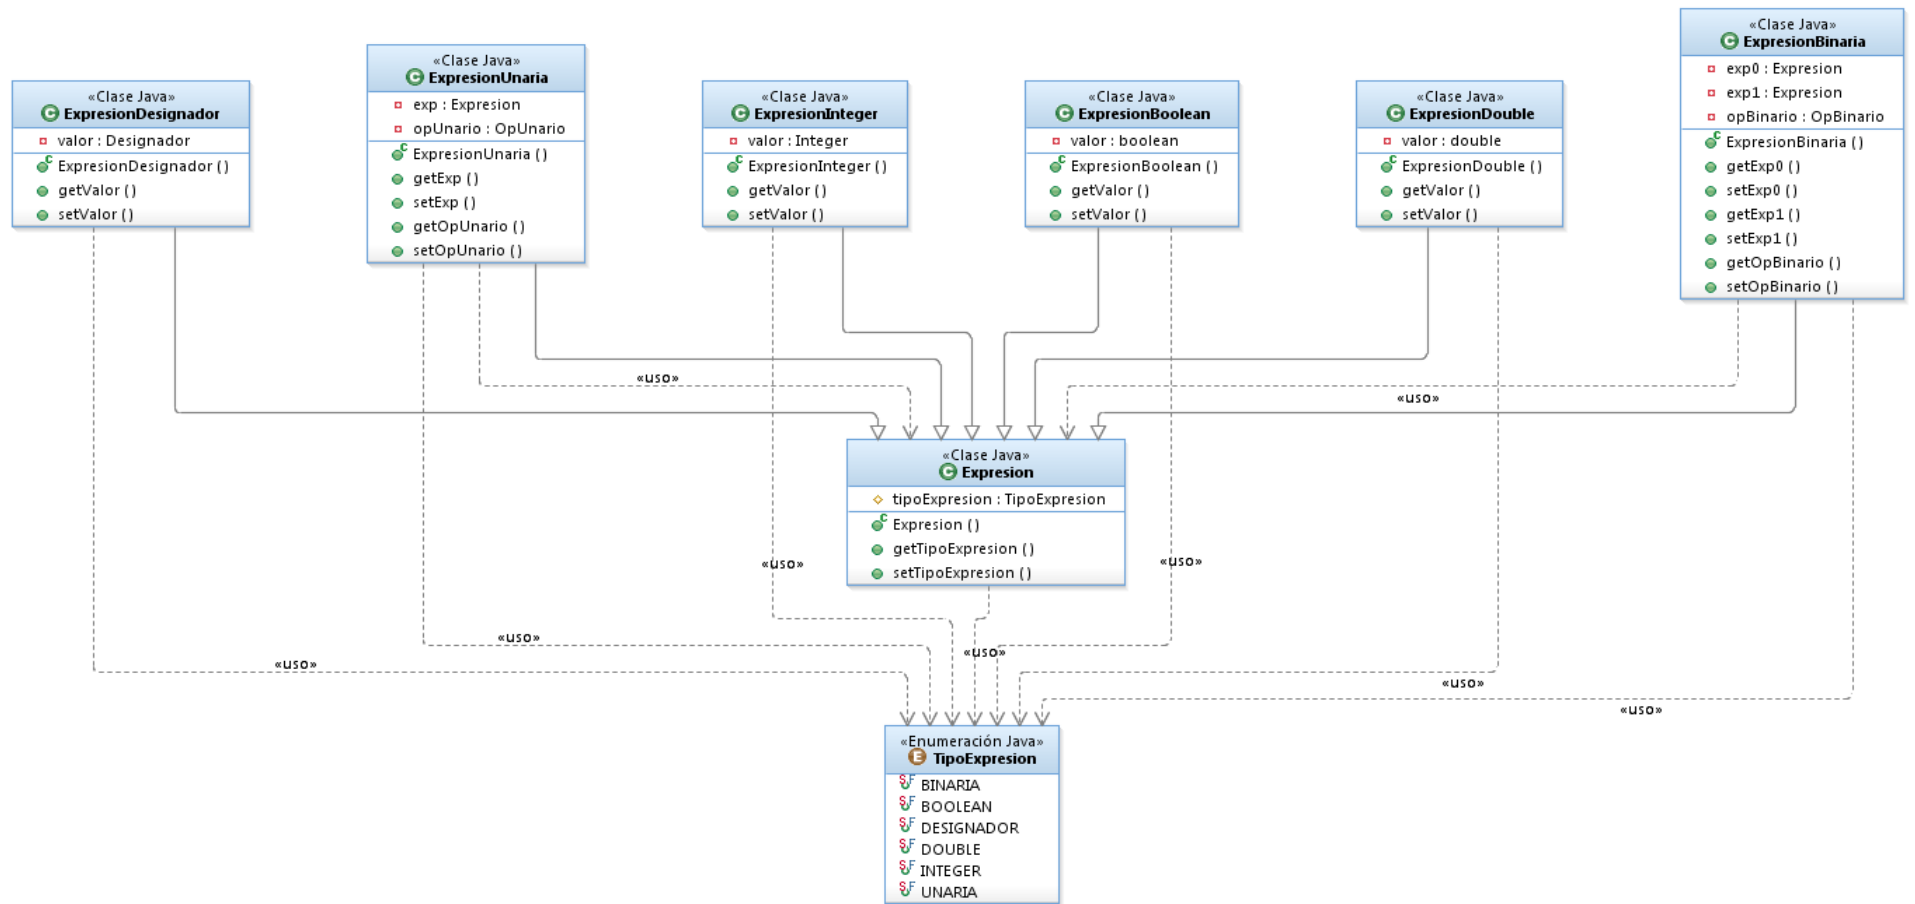 «Clase Java»
ExpresionDesignador
valor : Designador
ExpresionDesignador ( )
getValor ( )
setValor ( )
«Clase Java»
ExpresionUnaria
exp : Expresion
opUnario : OpUnario
ExpresionUnaria ( )
getExp ( )
setExp ( )
getOpUnario ( )
setOpUnario ( )
«Clase Java»
ExpresionInteger
valor : Integer
ExpresionInteger ( )
getValor ( )
setValor ( )
«Clase Java»
ExpresionBoolean
valor : boolean
ExpresionBoolean ( )
getValor ( )
setValor ( )
«Clase Java»
ExpresionDouble
valor : double
ExpresionDouble ( )
getValor ( )
setValor ( )
«Clase Java»
ExpresionBinaria
exp0 : Expresion
exp1 : Expresion
opBinario : OpBinario
ExpresionBinaria ( )
getExp0 ( )
setExp0 ( )
getExp1 ( )
setExp1 ( )
getOpBinario ( )
setOpBinario ( )
«uso»
«uso»
«Clase Java»
Expresion
tipoExpresion : TipoExpresion
Expresion ( )
getTipoExpresion ( )
setTipoExpresion ( )
«uso»
«uso»
«uso»
«uso»
«uso»
«uso»
«uso»
«Enumeración Java»
TipoExpresion
BINARIA
BOOLEAN
DESIGNADOR
DOUBLE
INTEGER
UNARIA